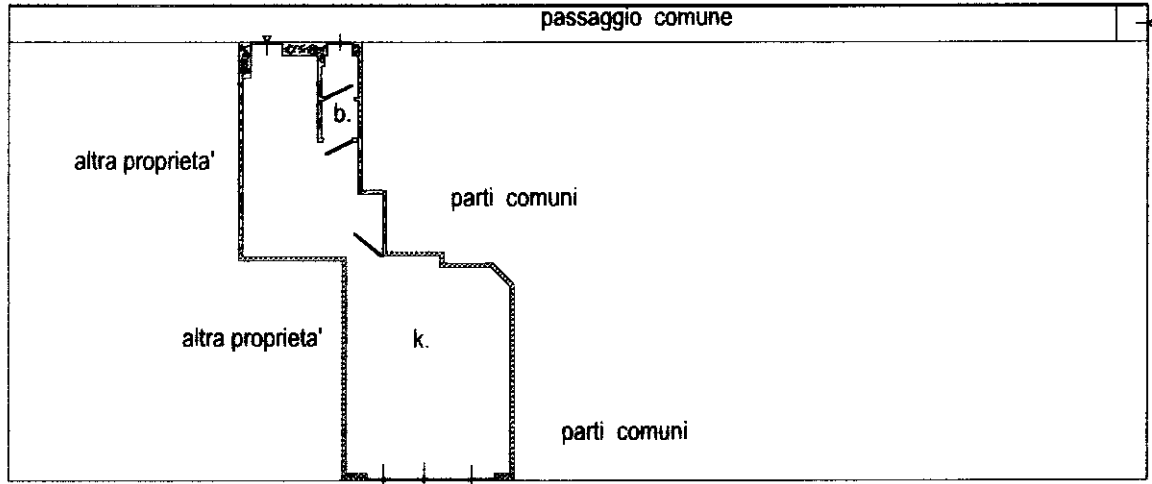 passaggio comune
b.
altra proprieta'
parti comuni
altra proprieta'
k.
parti comuni